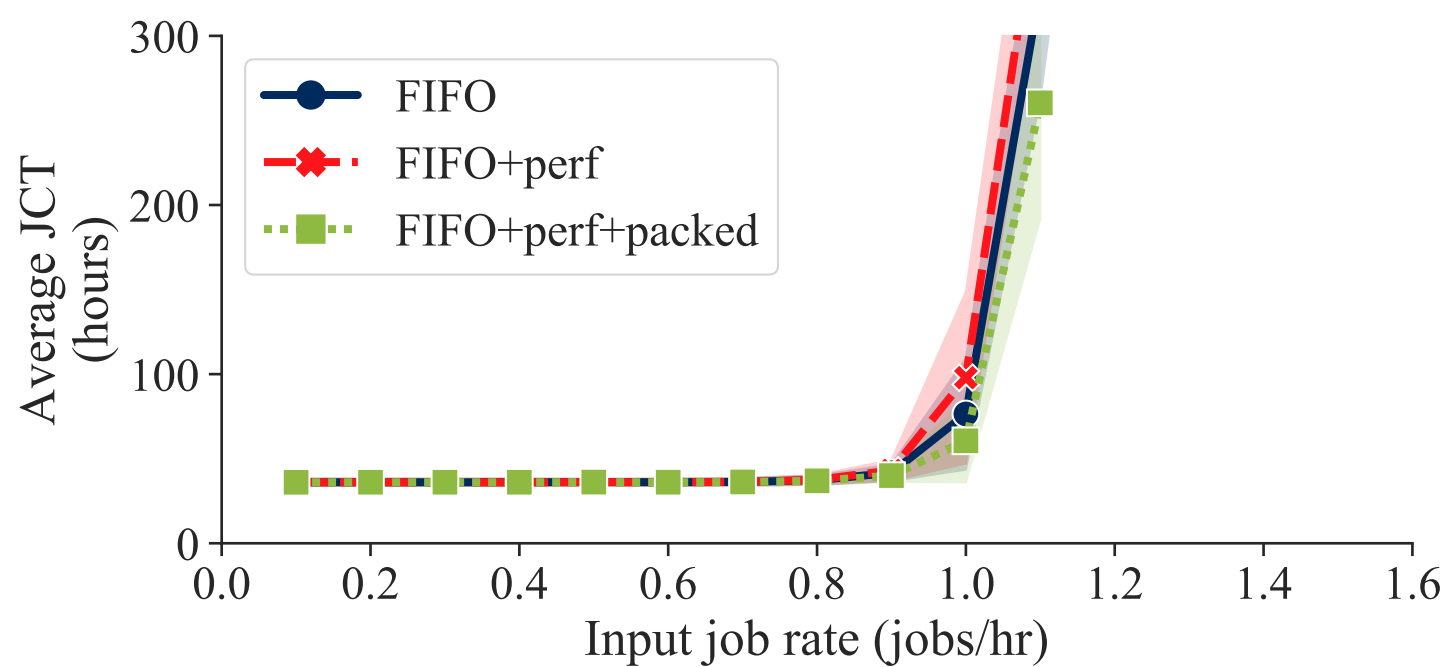 300
200
100
0
Average JCT
(hours)
FIFO
FIFO+perf
FIFO+perf+packed
0.0 0.2 0.4 0.6 0.8 1.0 1.2 1.4 1.6
Input job rate (jobs/hr)